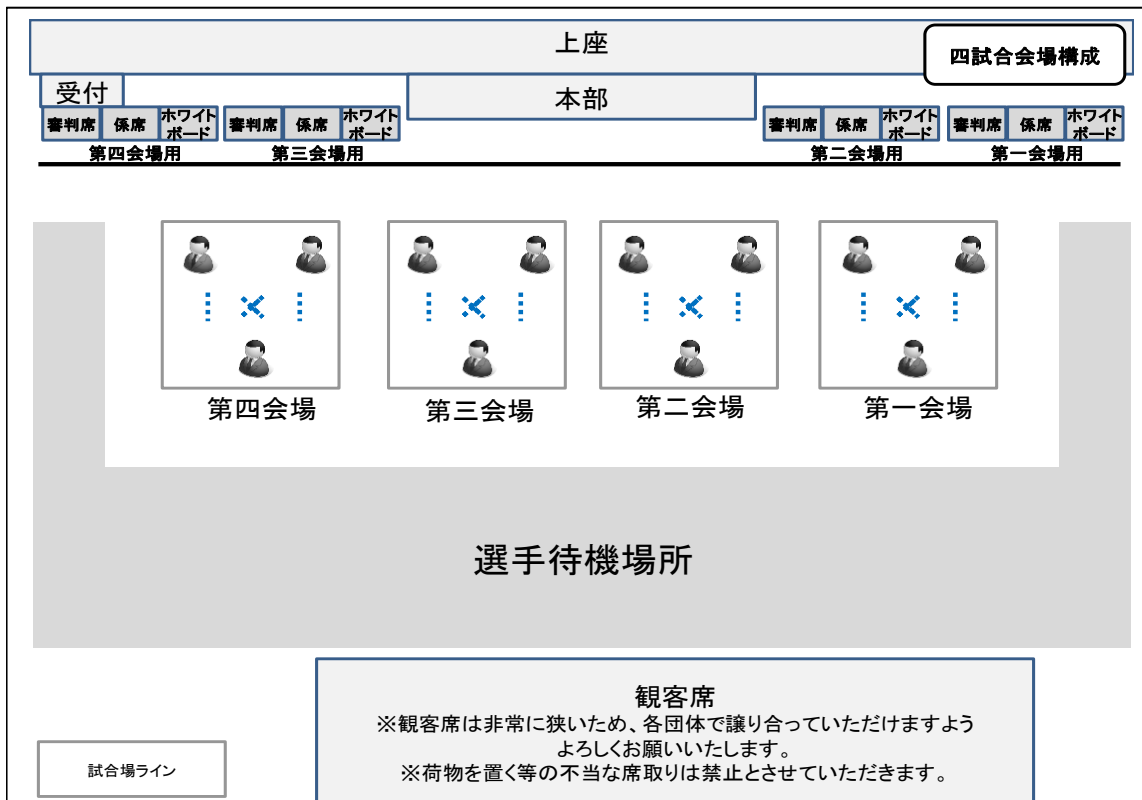 上座
四試合会場構成
受付
本部
審判席 係席 ホワイト
ボード
審判席 係席 ホワイト
ボード
審判席 係席 ホワイト
ボード
審判席 係席 ホワイト
ボード
第四会場用
第三会場用
第二会場用
第一会場用
第四会場
第三会場
第二会場
第一会場
選手待機場所
観客席
※観客席は非常に狭いため、各団体で譲り合っていただけますよう
よろしくお願いいたします。
※荷物を置く等の不当な席取りは禁止とさせていただきます。
試合場ライン